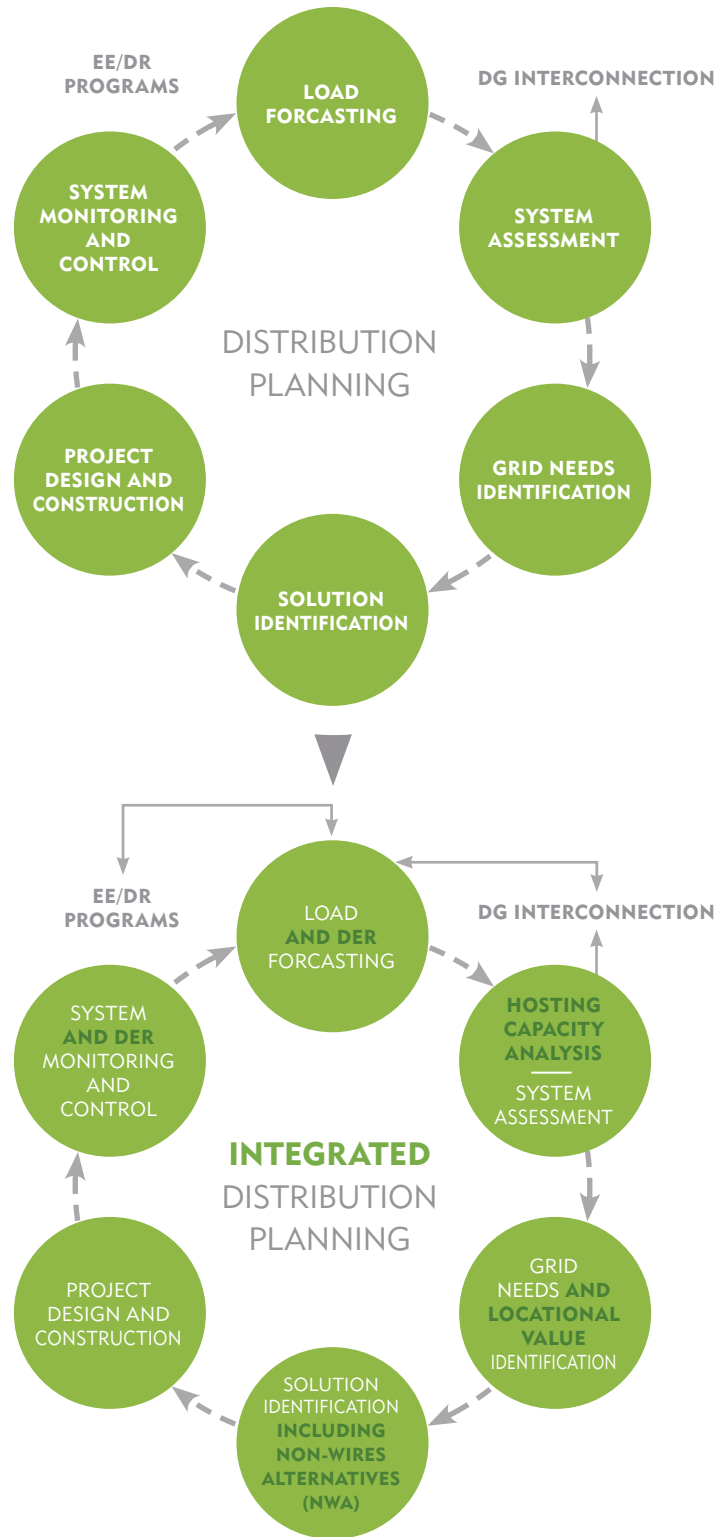 EE/DR
PROGRAMS
LOAD
FORCASTING
DG INTERCONNECTION
SYSTEM
MONITORING
AND
CONTROL
SYSTEM
ASSESSMENT
DISTRIBUTION
PLANNING
PROJECT
DESIGN AND
CONSTRUCTION
GRID NEEDS
IDENTIFICATION
SOLUTION
IDENTIFICATION
EE/DR
PROGRAMS
LOAD
AND DER
FORCASTING
DG INTERCONNECTION
SYSTEM
AND DER
MONITORING
AND
CONTROL
HOSTING
CAPACITY
ANALYSIS
SYSTEM
ASSESSMENT
INTEGRATED
DISTRIBUTION
PLANNING
PROJECT
DESIGN AND
CONSTRUCTION
GRID
NEEDS AND
LOCATIONAL
VALUE
IDENTIFICATION
SOLUTION
IDENTIFICATION
INCLUDING
NON-WIRES
ALTERNATIVES
(NWA)